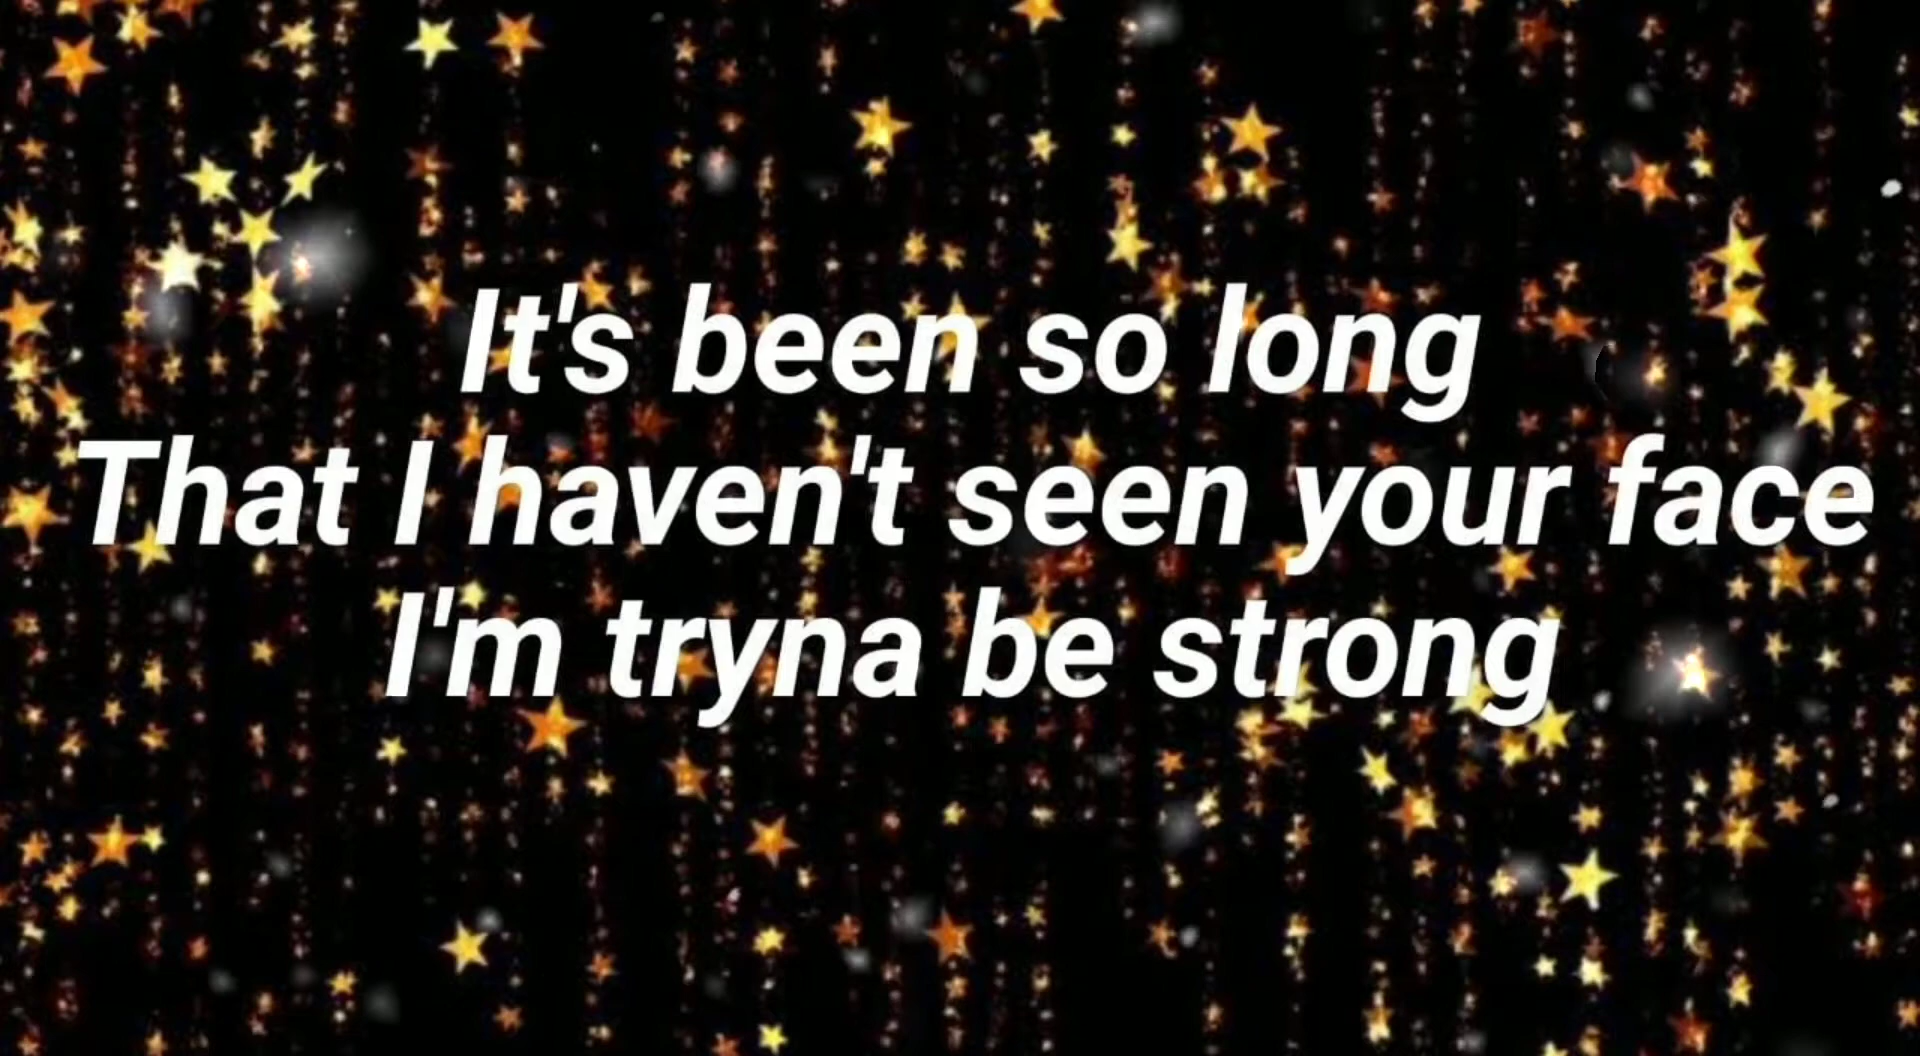 It's been so long
That I haven't seen your face
I'm tryna be strong